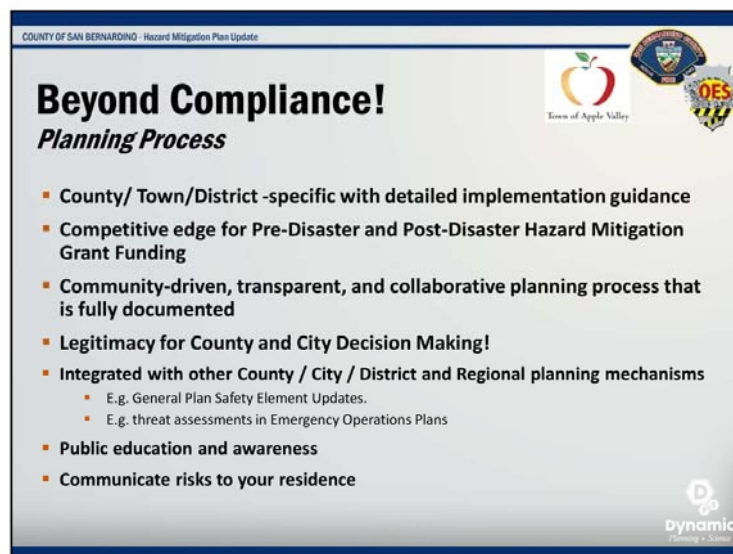 COUNTY OF SAN BERNARDINO - Hazard Mitigation Plan Update
SAN BERNARDINO COUNTY
FIRE
OES
Town of Apple Valley
Beyond Compliance!
Planning Process
▪ County/ Town/District -specific with detailed implementation guidance
▪ Competitive edge for Pre-Disaster and Post-Disaster Hazard Mitigation
Grant Funding
▪ Community-driven, transparent, and collaborative planning process that
is fully documented
▪ Legitimacy for County and City Decision Making!
▪ Integrated with other County / City / District and Regional planning mechanisms
▪ E.g. General Plan Safety Element Updates.
▪ E.g. threat assessments in Emergency Operations Plans
▪ Public education and awareness
▪ Communicate risks to your residence
D
P
S
Dynamic
Planning + Science